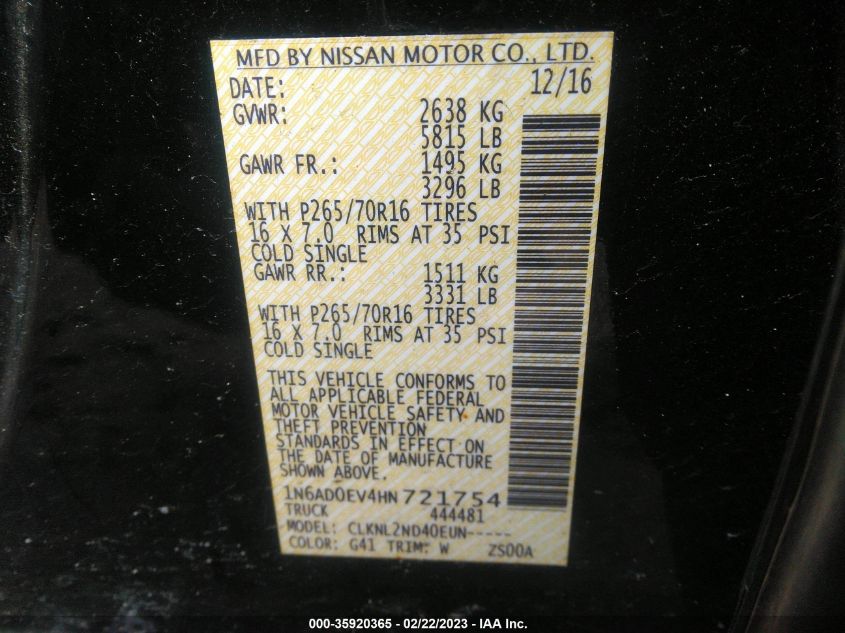 MFD BY NISSAN MOTOR CO., LTD.
DATE: 12/16
GVWR: 2638 KG
5815 LB
GAWR FR.: 1495 KG
3296 LB
WITH P265/70R16 TIRES
16 X 7.0 RIMS AT 35 PSI
COLD SINGLE
GAWR RR.: 1511 KG
3331 LB
WITH P265/70R16 TIRES
16 X 7.0 RIMS AT 35 PSI
COLD SINGLE
THIS VEHICLE CONFORMS TO
ALL APPLICABLE FEDERAL
MOTOR VEHICLE SAFETY AND
THEFT PREVENTION
STANDARDS IN EFFECT ON
THE DATE OF MANUFACTURE
SHOWN ABOVE.
1N6AD0EV4HN721754
TRUCK 444481
MODEL: CLKNL2ND40EUN-----
COLOR: G41 TRIM: W ZS00A
000-35920365 - 02/22/2023 - IAA Inc.